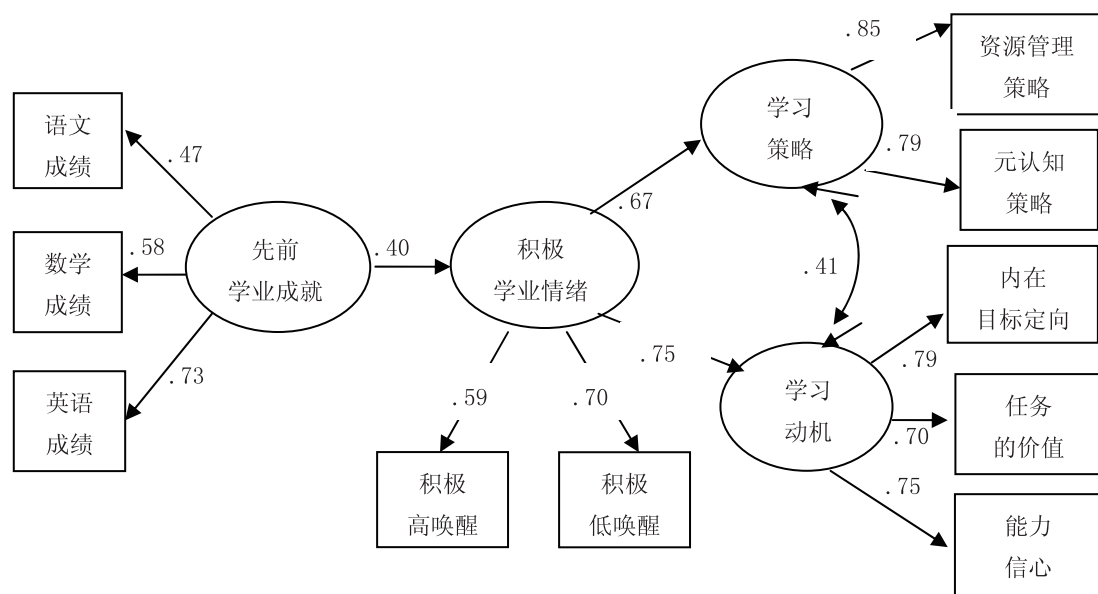 语文
成绩
.47
数学
成绩
.58
英语
成绩
.73
先前
学业成就
.40
积极
学业情绪
.59
.70
积极
高唤醒
积极
低唤醒
.67
.75
学习
策略
.85
.79
资源管理
策略
元认知
策略
.41
学习
动机
.79
.70
.75
内在
目标定向
任务
的价值
能力
信心